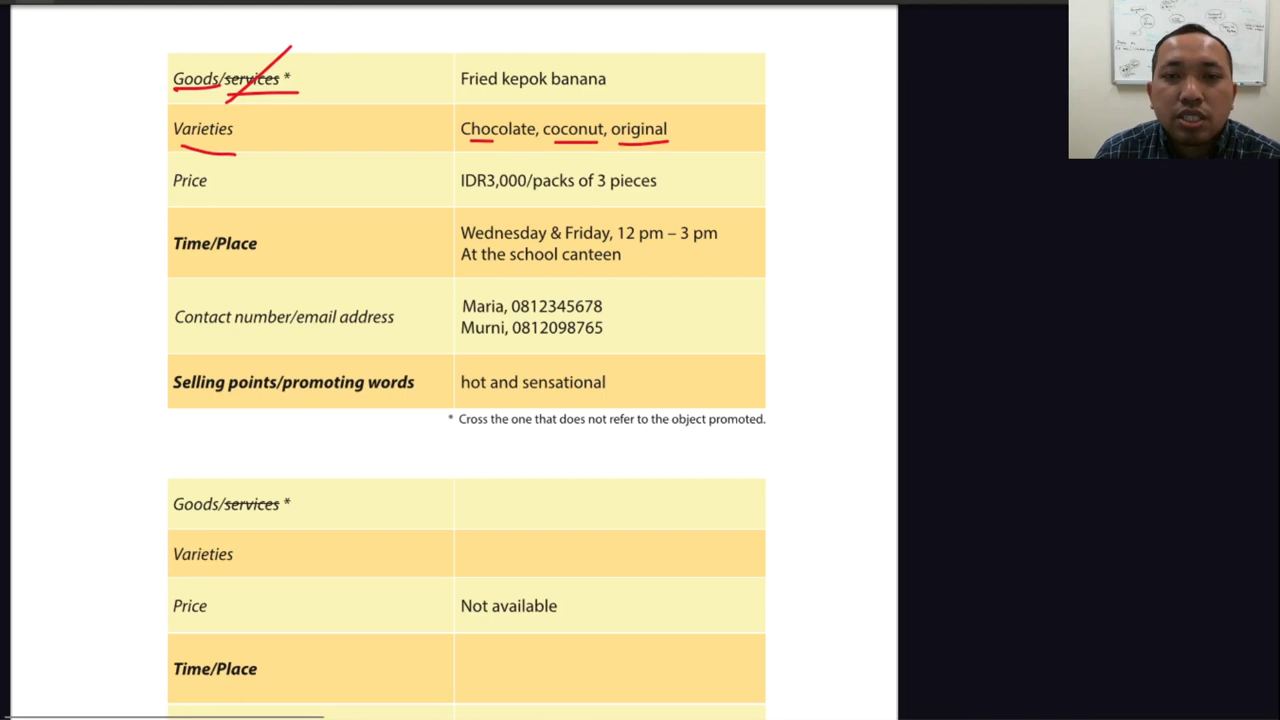 Goods/services *
Fried kepok banana
Varieties
Chocolate, coconut, original
Price
IDR3,000/packs of 3 pieces
Time/Place
Wednesday & Friday, 12 pm – 3 pm
At the school canteen
Contact number/email address
Maria, 0812345678
Murni, 0812098765
Selling points/promoting words
hot and sensational
* Cross the one that does not refer to the object promoted.
Goods/services *
Varieties
Price
Not available
Time/Place